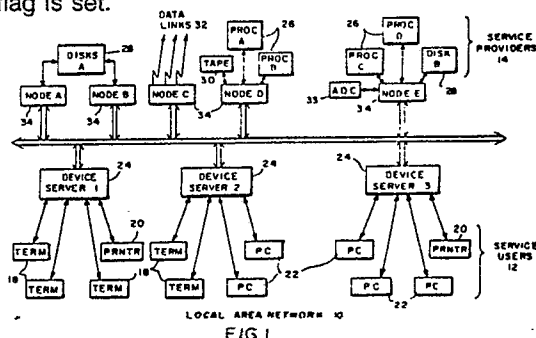 flag is set.
DATA
LINKS 32
26
PROC
A
26
PROC
D
SERVICE
PROVIDERS
14
DISKS
A
28
TAPE
30
PROC
B
PROC
C
DISK
B
28
NODE A
NODE B
NODE C
NODE D
ADC
33
NODE E
34
34
34
34
24
24
24
DEVICE
SERVER 1
DEVICE
SERVER 2
DEVICE
SERVER 3
20
20
TERM
PRNTR
TERM
PC
PC
PRNTR
SERVICE
USERS
12
18
18
22
TERM
TERM
TERM
PC
PC
PC
22
LOCAL AREA NETWORK 10
FIG.1